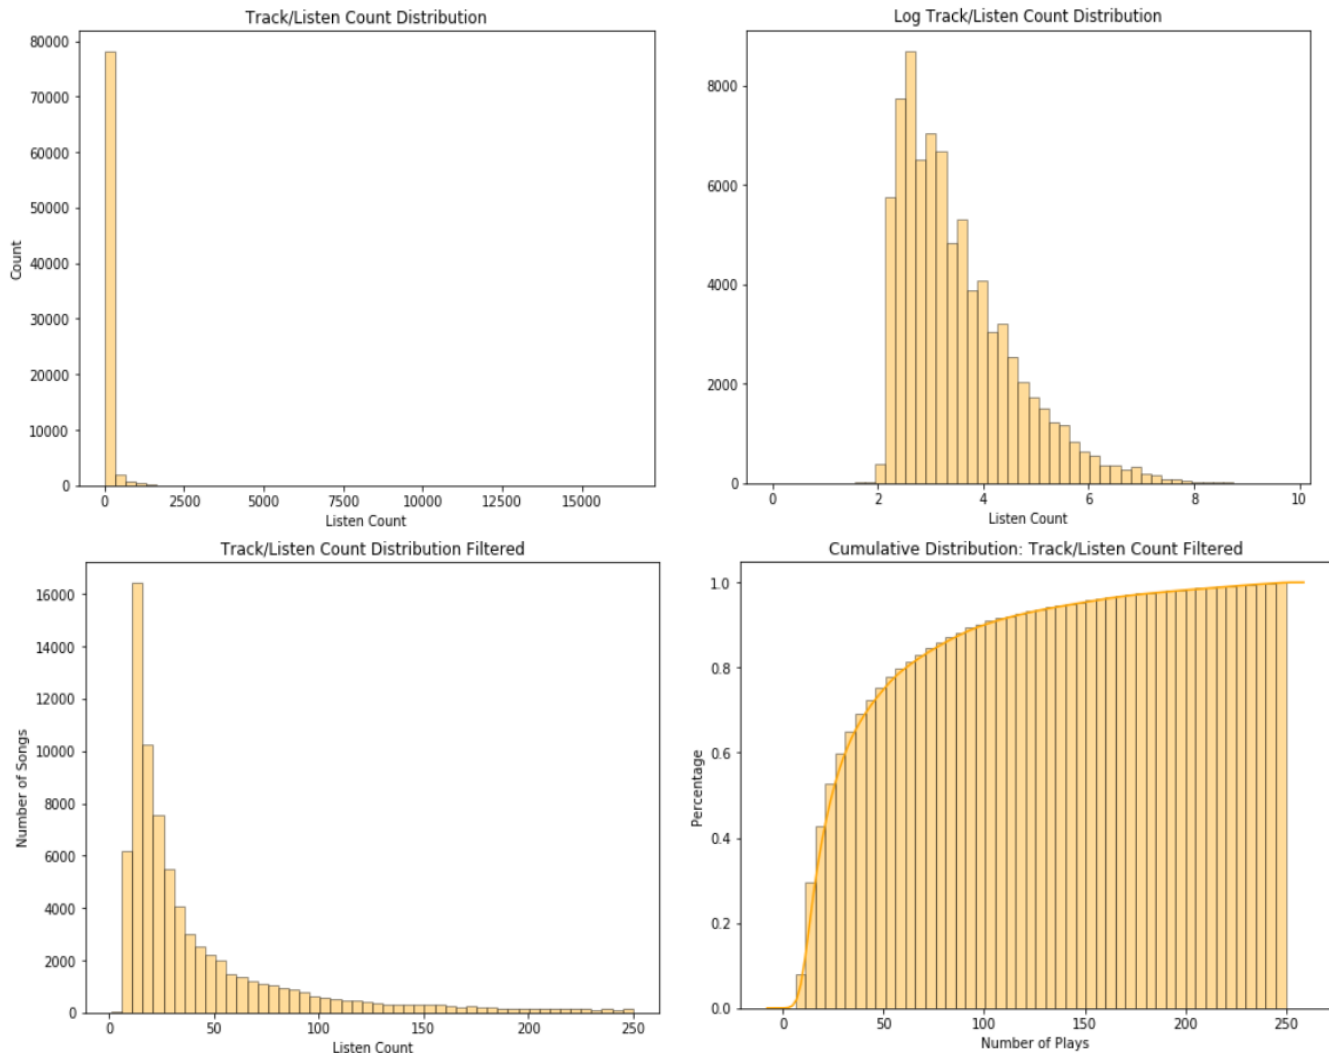 Track/Listen Count Distribution
80000
70000
60000
50000
40000
30000
20000
10000
0
Count
0 2500 5000 7500 10000 12500 15000
Listen Count
Log Track/Listen Count Distribution
8000
6000
4000
2000
0
0 2 4 6 8 10
Listen Count
Track/Listen Count Distribution Filtered
16000
14000
12000
10000
8000
6000
4000
2000
0
Number of Songs
0 50 100 150 200 250
Listen Count
Cumulative Distribution: Track/Listen Count Filtered
1.0
0.8
0.6
0.4
0.2
0.0
Percentage
0 50 100 150 200 250
Number of Plays